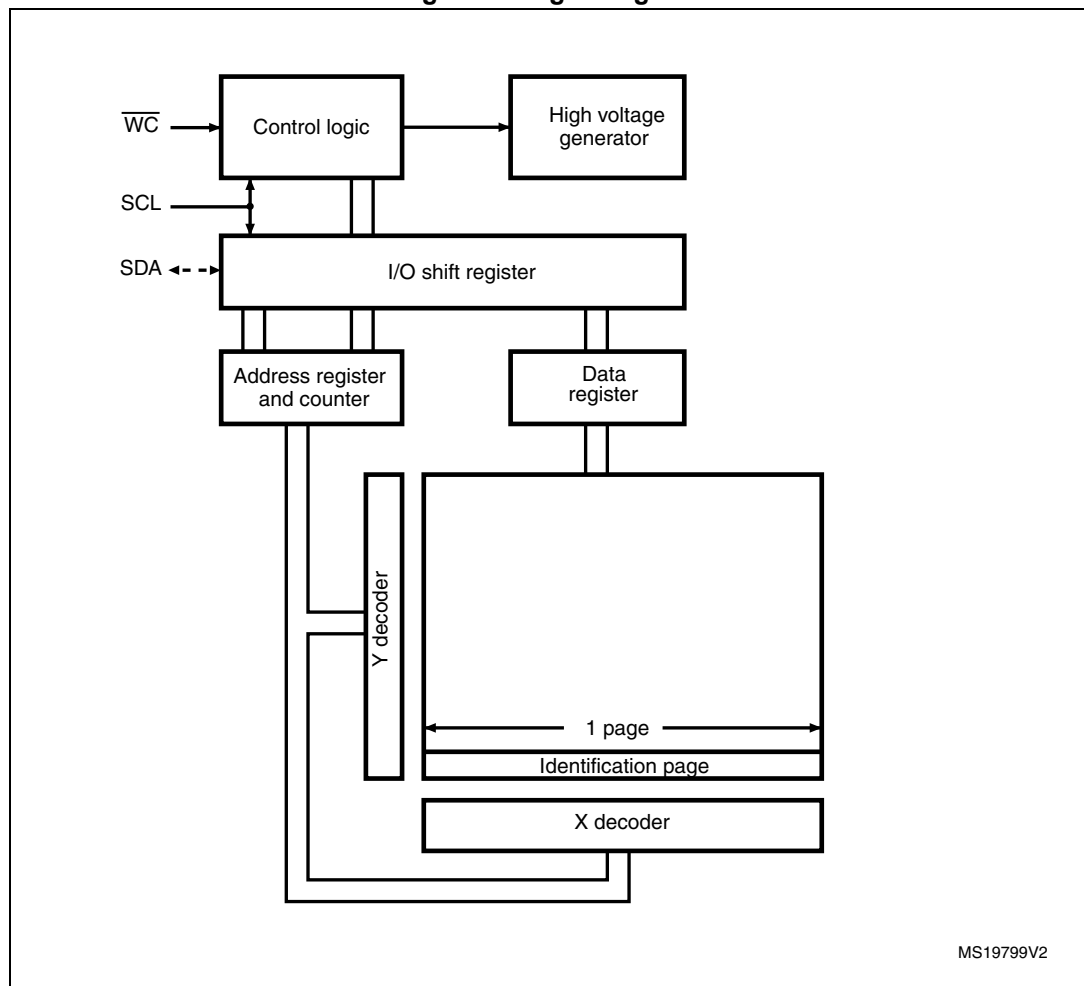 W̅C̅
Control logic
High voltage
generator
SCL
SDA
I/O shift register
Address register
and counter
Data
register
Y decoder
1 page
Identification page
X decoder
MS19799V2